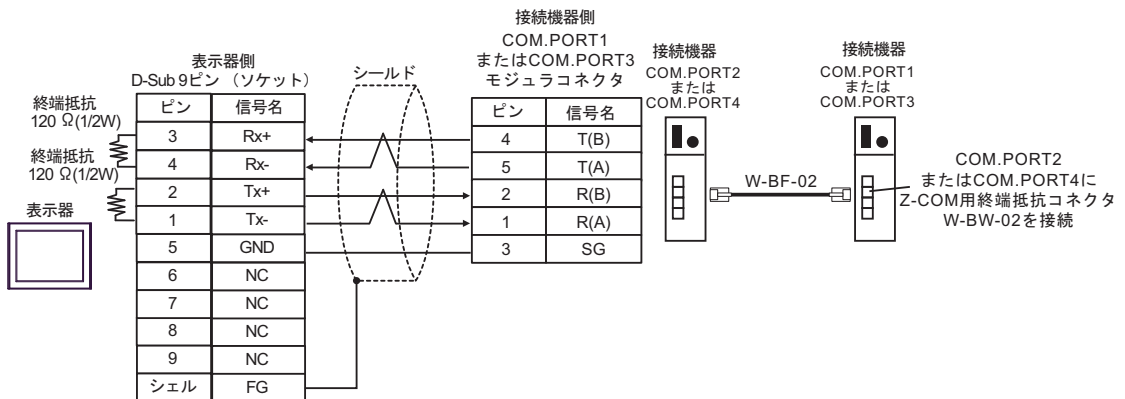 表示器側
D-Sub 9ピン （ソケット）
ピン 信号名
3 Rx+
4 Rx-
2 Tx+
1 Tx-
5 GND
6 NC
7 NC
8 NC
9 NC
シェル FG
終端抵抗
120 Ω(1/2W)
終端抵抗
120 Ω(1/2W)
表示器
シールド
接続機器側
COM.PORT1
またはCOM.PORT3
モジュラコネクタ
ピン 信号名
4 T(B)
5 T(A)
2 R(B)
1 R(A)
3 SG
接続機器
COM.PORT2
または
COM.PORT4
W-BF-02
接続機器
COM.PORT1
または
COM.PORT3
COM.PORT2
またはCOM.PORT4に
Z-COM用終端抵抗コネクタ
W-BW-02を接続